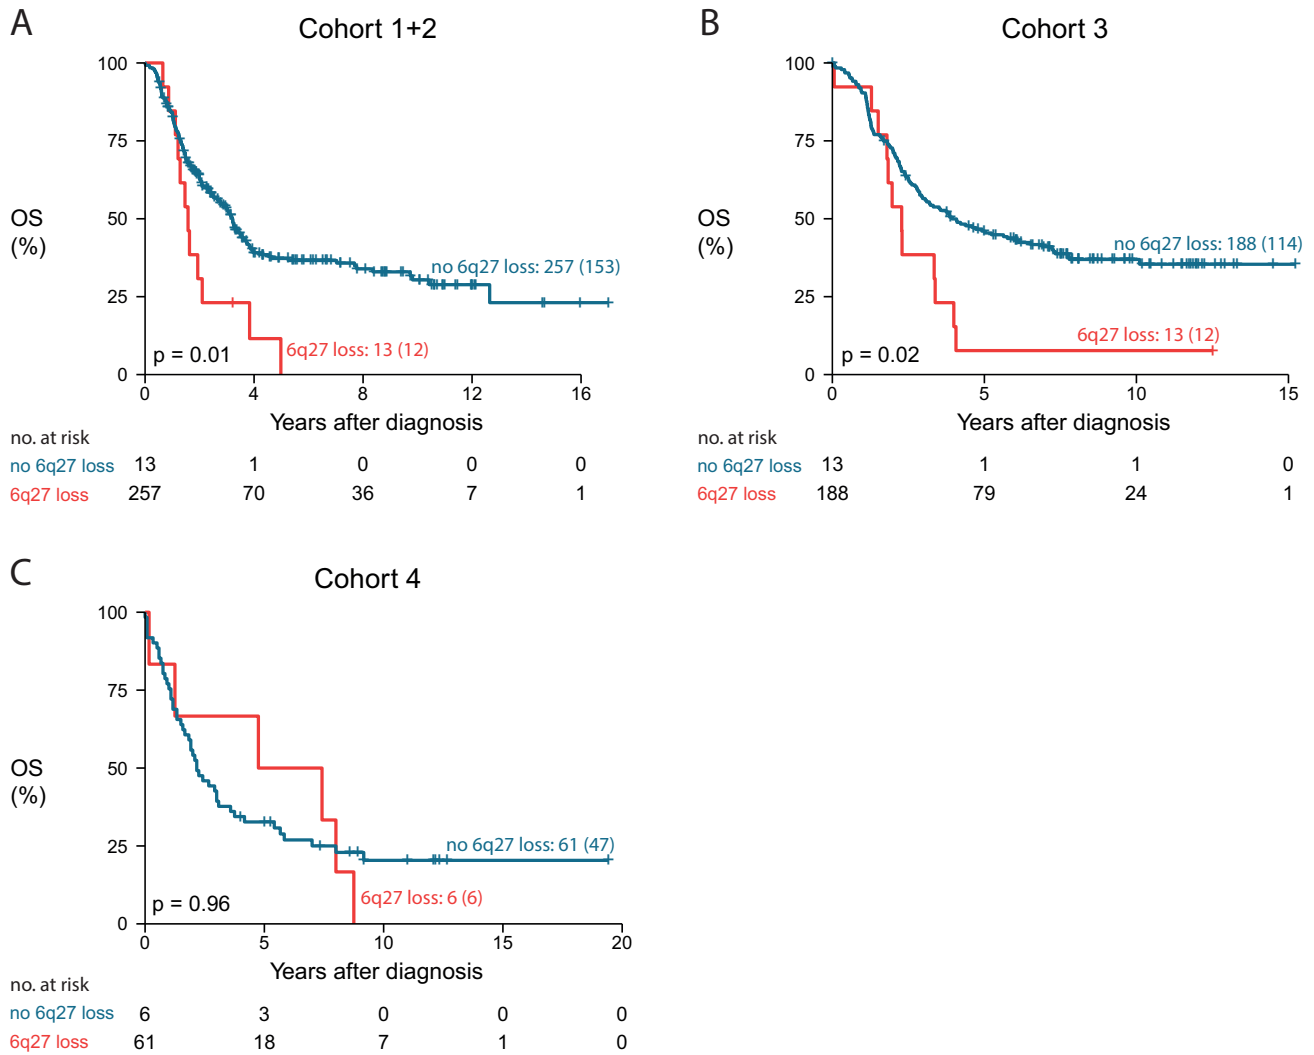 A
Cohort 1+2
100
75
50
25
0
OS
(%)
no 6q27 loss: 257 (153)
6q27 loss: 13 (12)
p = 0.01
0 4 8 12 16
Years after diagnosis
no. at risk
no 6q27 loss 13 1 0 0 0
6q27 loss 257 70 36 7 1
B
Cohort 3
100
75
50
25
0
OS
(%)
no 6q27 loss: 188 (114)
6q27 loss: 13 (12)
p = 0.02
0 5 10 15
Years after diagnosis
no. at risk
no 6q27 loss 13 1 1 0
6q27 loss 188 79 24 1
C
Cohort 4
100
75
50
25
0
OS
(%)
no 6q27 loss: 61 (47)
6q27 loss: 6 (6)
p = 0.96
0 5 10 15 20
Years after diagnosis
no. at risk
no 6q27 loss 6 3 0 0 0
6q27 loss 61 18 7 1 0